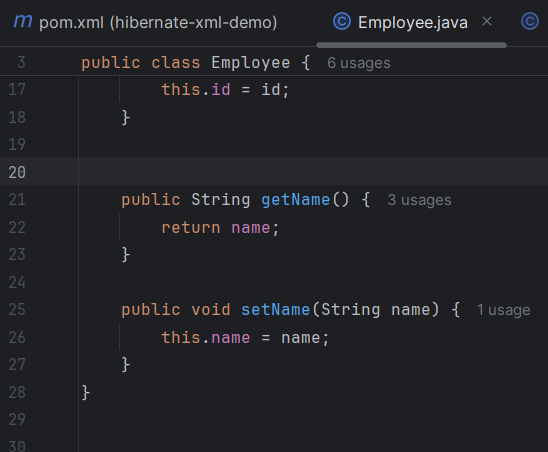 m pom.xml (hibernate-xml-demo) © Employee.java × ©
3 public class Employee { 6 usages
17 this.id = id;
18 }
19
20
21 public String getName() { 3 usages
22 return name;
23 }
24
25 public void setName(String name) { 1 usage
26 this.name = name;
27 }
28 }
29
30